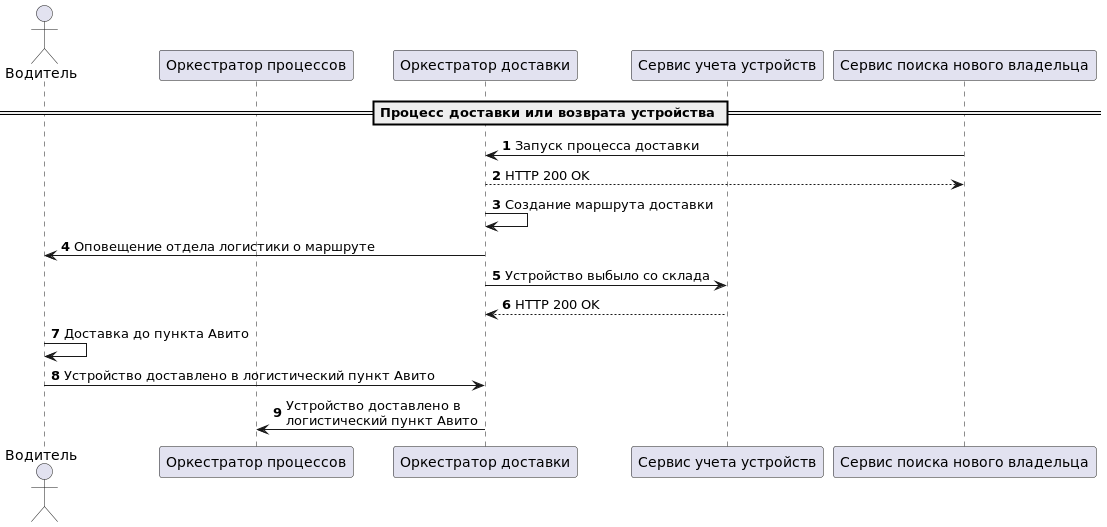 Водитель
Оркестратор процессов
Оркестратор доставки
Сервис учета устройств
Сервис поиска нового владельца
Процесс доставки или возврата устройства
1 Запуск процесса доставки
2 HTTP 200 OK
3 Создание маршрута доставки
4 Оповещение отдела логистики о маршруте
5 Устройство выбыло со склада
6 HTTP 200 OK
7 Доставка до пункта Авито
8 Устройство доставлено в логистический пункт Авито
9 Устройство доставлено в
логистический пункт Авито
Водитель
Оркестратор процессов
Оркестратор доставки
Сервис учета устройств
Сервис поиска нового владельца